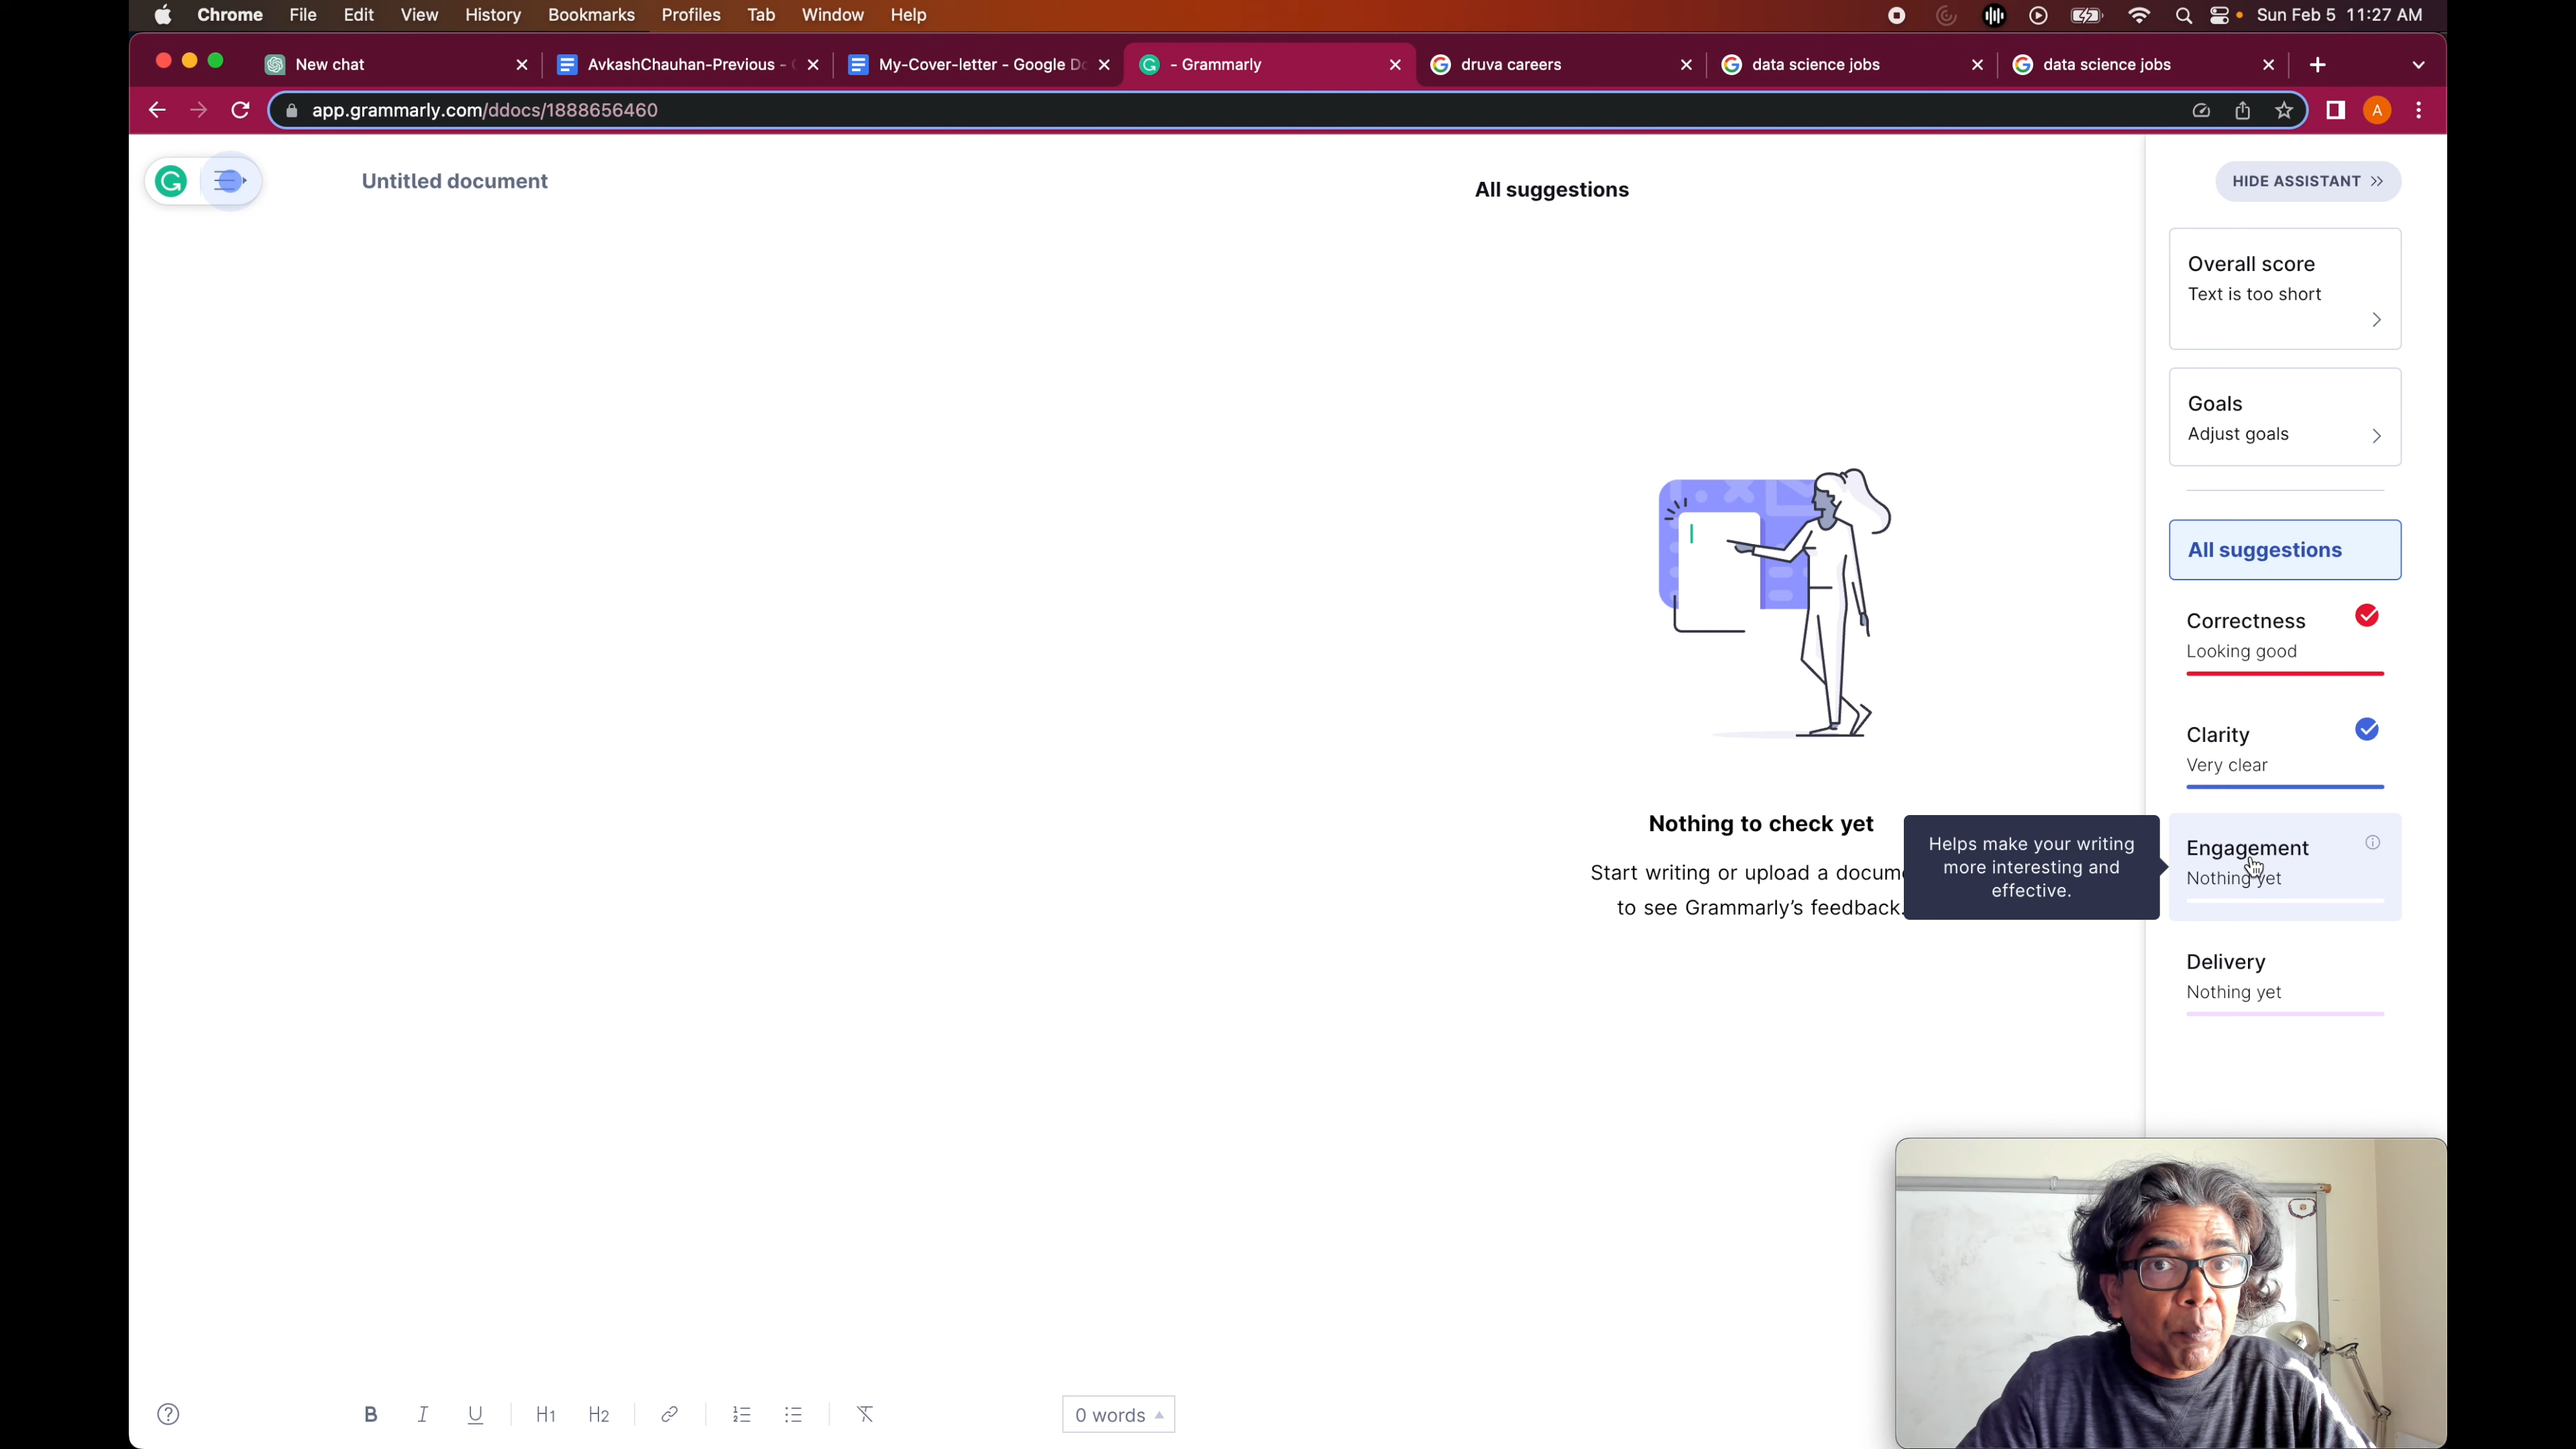 Chrome File Edit View History Bookmarks Profiles Tab Window Help Sun Feb 5 11:27 AM
New chat AvkashChauhan-Previous - My-Cover-letter - Google Do - Grammarly druva careers data science jobs data science jobs
app.grammarly.com/ddocs/1888656460 A
Untitled document
All suggestions
HIDE ASSISTANT
Overall score
Text is too short
Goals
Adjust goals
All suggestions
Correctness
Looking good
Clarity
Very clear
Nothing to check yet
Start writing or upload a docume
to see Grammarly's feedback.
Helps make your writing
more interesting and
effective.
Engagement
Nothing yet
Delivery
Nothing yet
B I U H1 H2 0 words